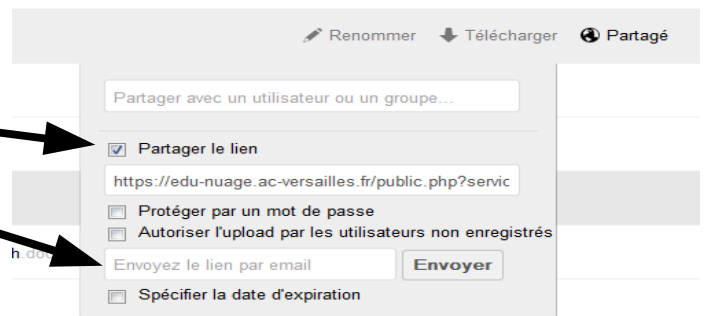 Renommer Télécharger Partagé
Partager avec un utilisateur ou un groupe...
Partager le lien
https://edu-nuage.ac-versailles.fr/public.php?servic
Protéger par un mot de passe
Autoriser l'upload par les utilisateurs non enregistrés
h.doc
Envoyez le lien par email Envoyer
Spécifier la date d'expiration